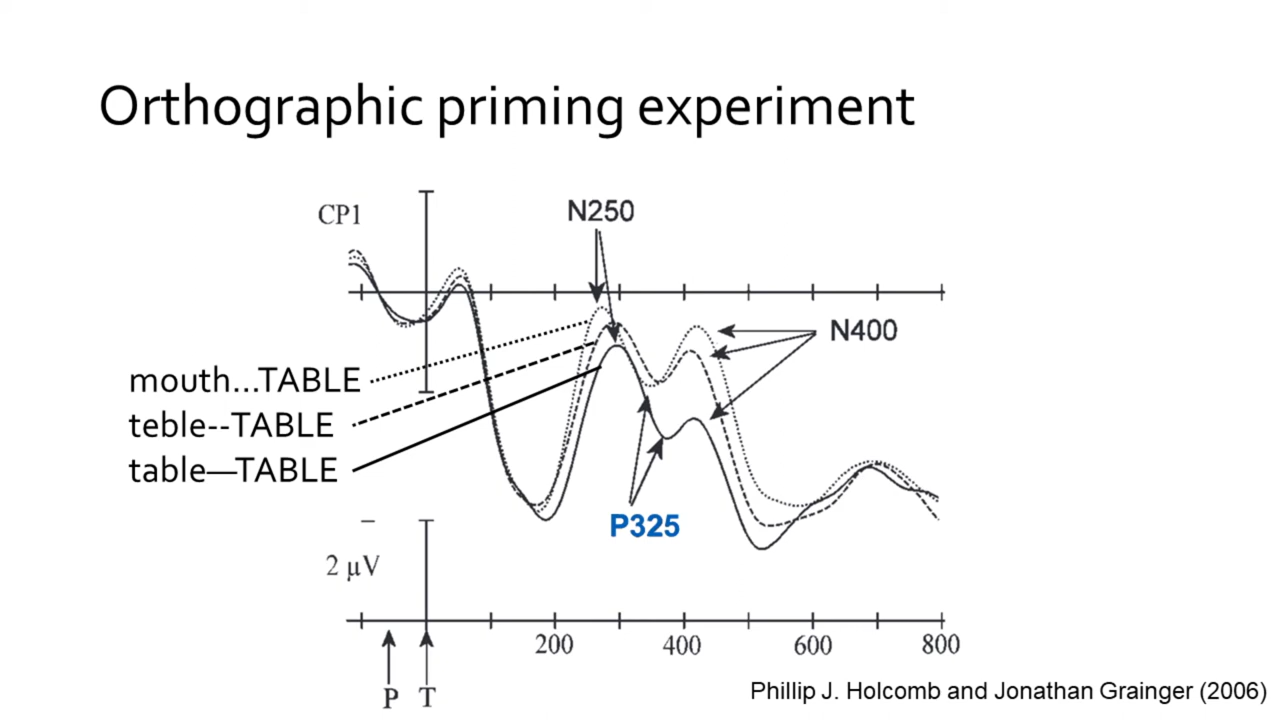 Orthographic priming experiment
CP1
N250
N400
mouth...TABLE
teble--TABLE
table—TABLE
P325
2 µV
200 400 600 800
P T
Phillip J. Holcomb and Jonathan Grainger (2006)